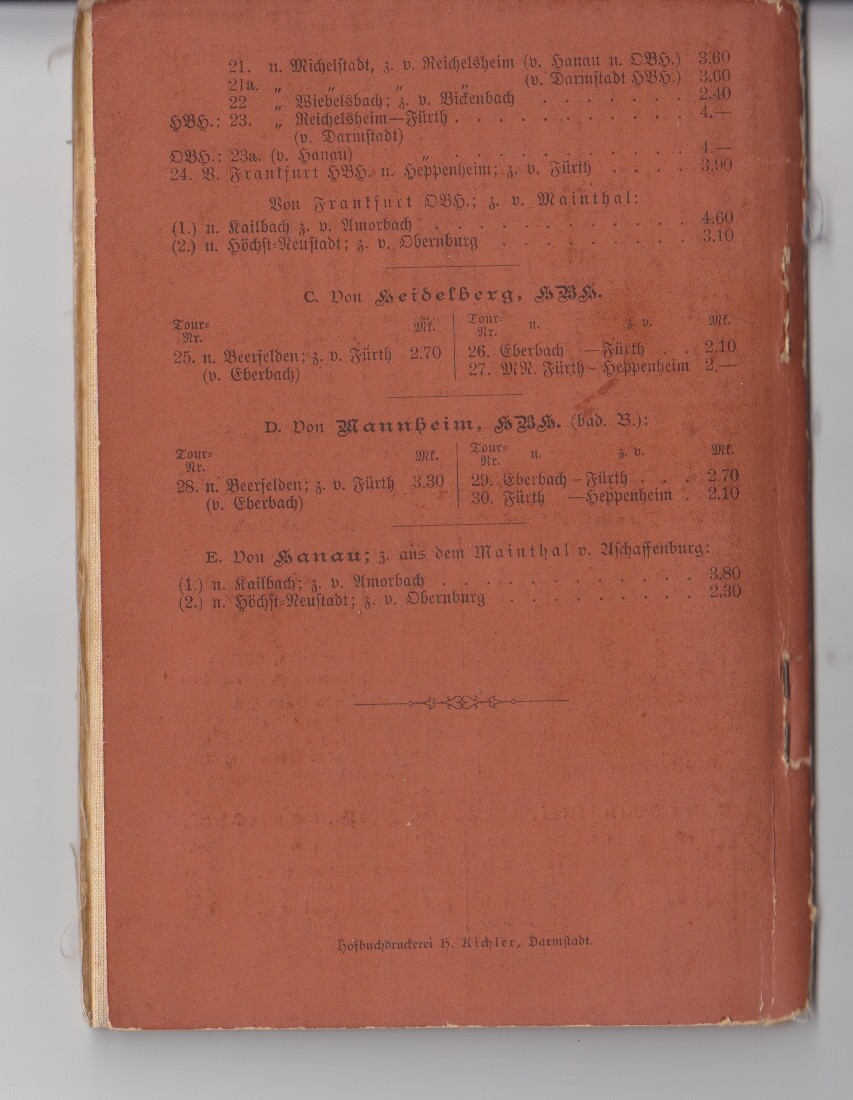 21. n. Michelstadt, z. v. Reichelsheim (v. Hanau n. OBH.) 3.60
21a. „ „ „ „ (v. Darmstadt HBH.) 3.60
22 „ Wiebelsbach; z. v. Bickenbach . . . . . . . 2.40
HBH.: 23. „ Reichelsheim—Fürth . . . . . . . . . . 4.—
(v. Darmstadt)
OBH.: 23a. (v. Hanau) „ . . . . . . . . . . 4.—
24. V. Frankfurt HBH. n. Heppenheim; z. v. Fürth . . . . 3.90
Von Frankfurt OBH.; z. v. Mainthal:
(1.) n. Kailbach z. v. Amorbach . . . . . . . . . . . 4.60
(2.) n. Höchst-Neustadt; z. v. Obernburg . . . . . . . . 3.10
C. Von Heidelberg, HBH.
Tour-Nr. Mk.
25. n. Beerfelden; z. v. Fürth 2.70
(v. Eberbach)
Tour-Nr. n. z. v. Mk.
26. Eberbach —Fürth . . 2.10
27. MN. Fürth—Heppenheim 2.—
D. Von Mannheim, HBH. (bad. B.):
Tour-Nr. Mk.
28. n. Beerfelden; z. v. Fürth 3.30
(v. Eberbach)
Tour-Nr. n. z. v. Mk.
29. Eberbach—Fürth . . . 2.70
30. Fürth —Heppenheim . 2.10
E. Von Hanau; z. aus dem Mainthal v. Aschaffenburg:
(1.) n. Kailbach; z. v. Amorbach . . . . . . . . . . 3.80
(2.) n. Höchst-Neustadt; z. v. Obernburg . . . . . . . . 2.30
Hofbuchdruckerei H. Kichler, Darmstadt.